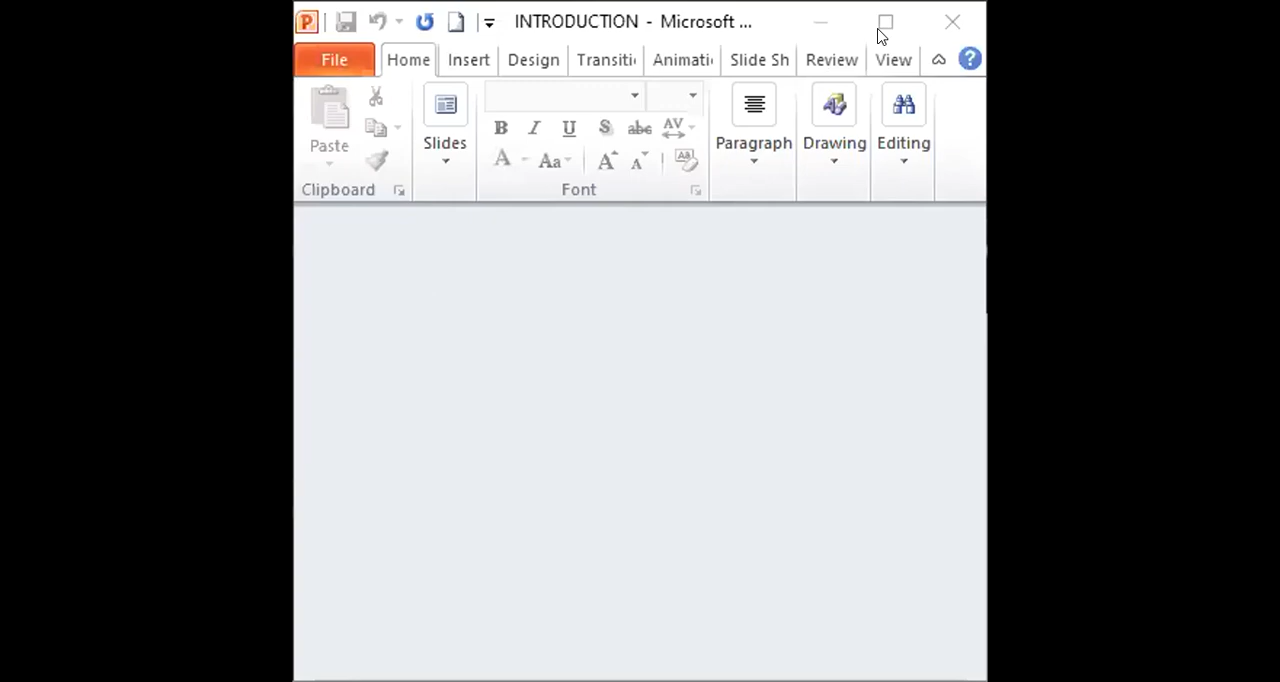 INTRODUCTION - Microsoft ...
File Home Insert Design Transiti Animati Slide Sh Review View
Paste Slides B I U S abc AV Paragraph Drawing Editing
A Aa A A
Clipboard Font